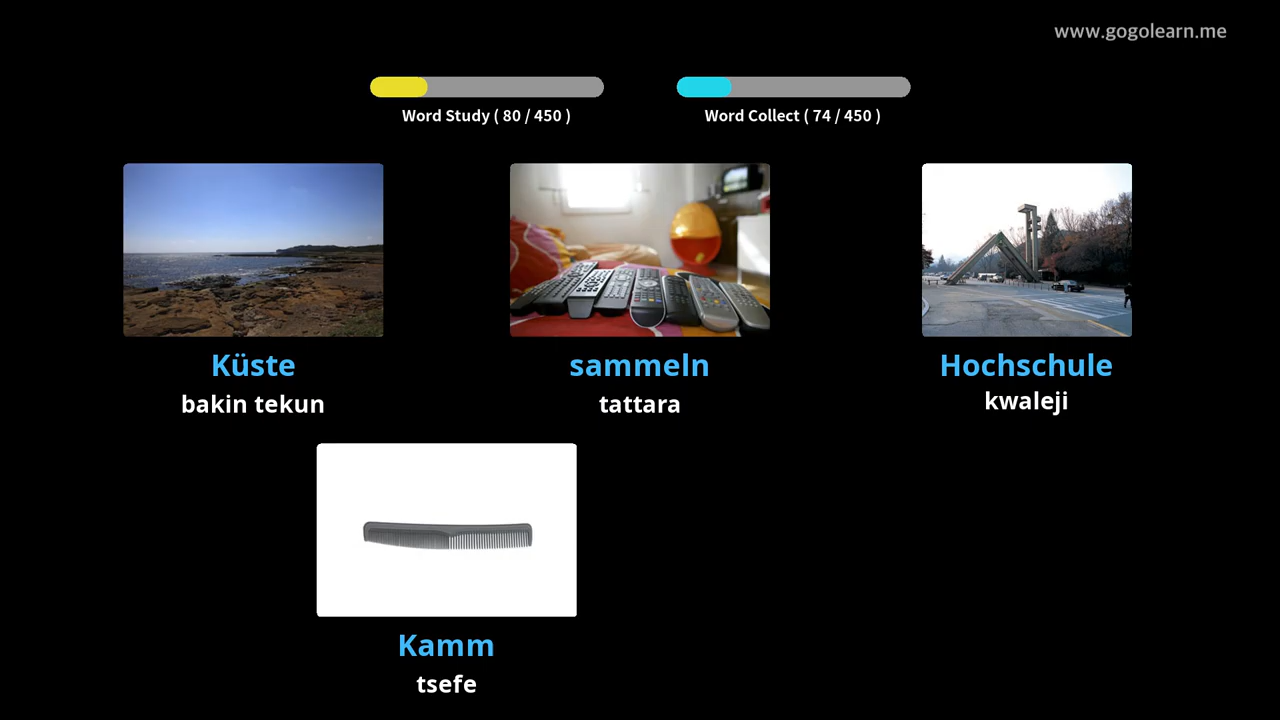 www.gogolearn.me
Word Study ( 80 / 450 )
Word Collect ( 74 / 450 )
Küste
bakin tekun
sammeln
tattara
Hochschule
kwaleji
Kamm
tsefe